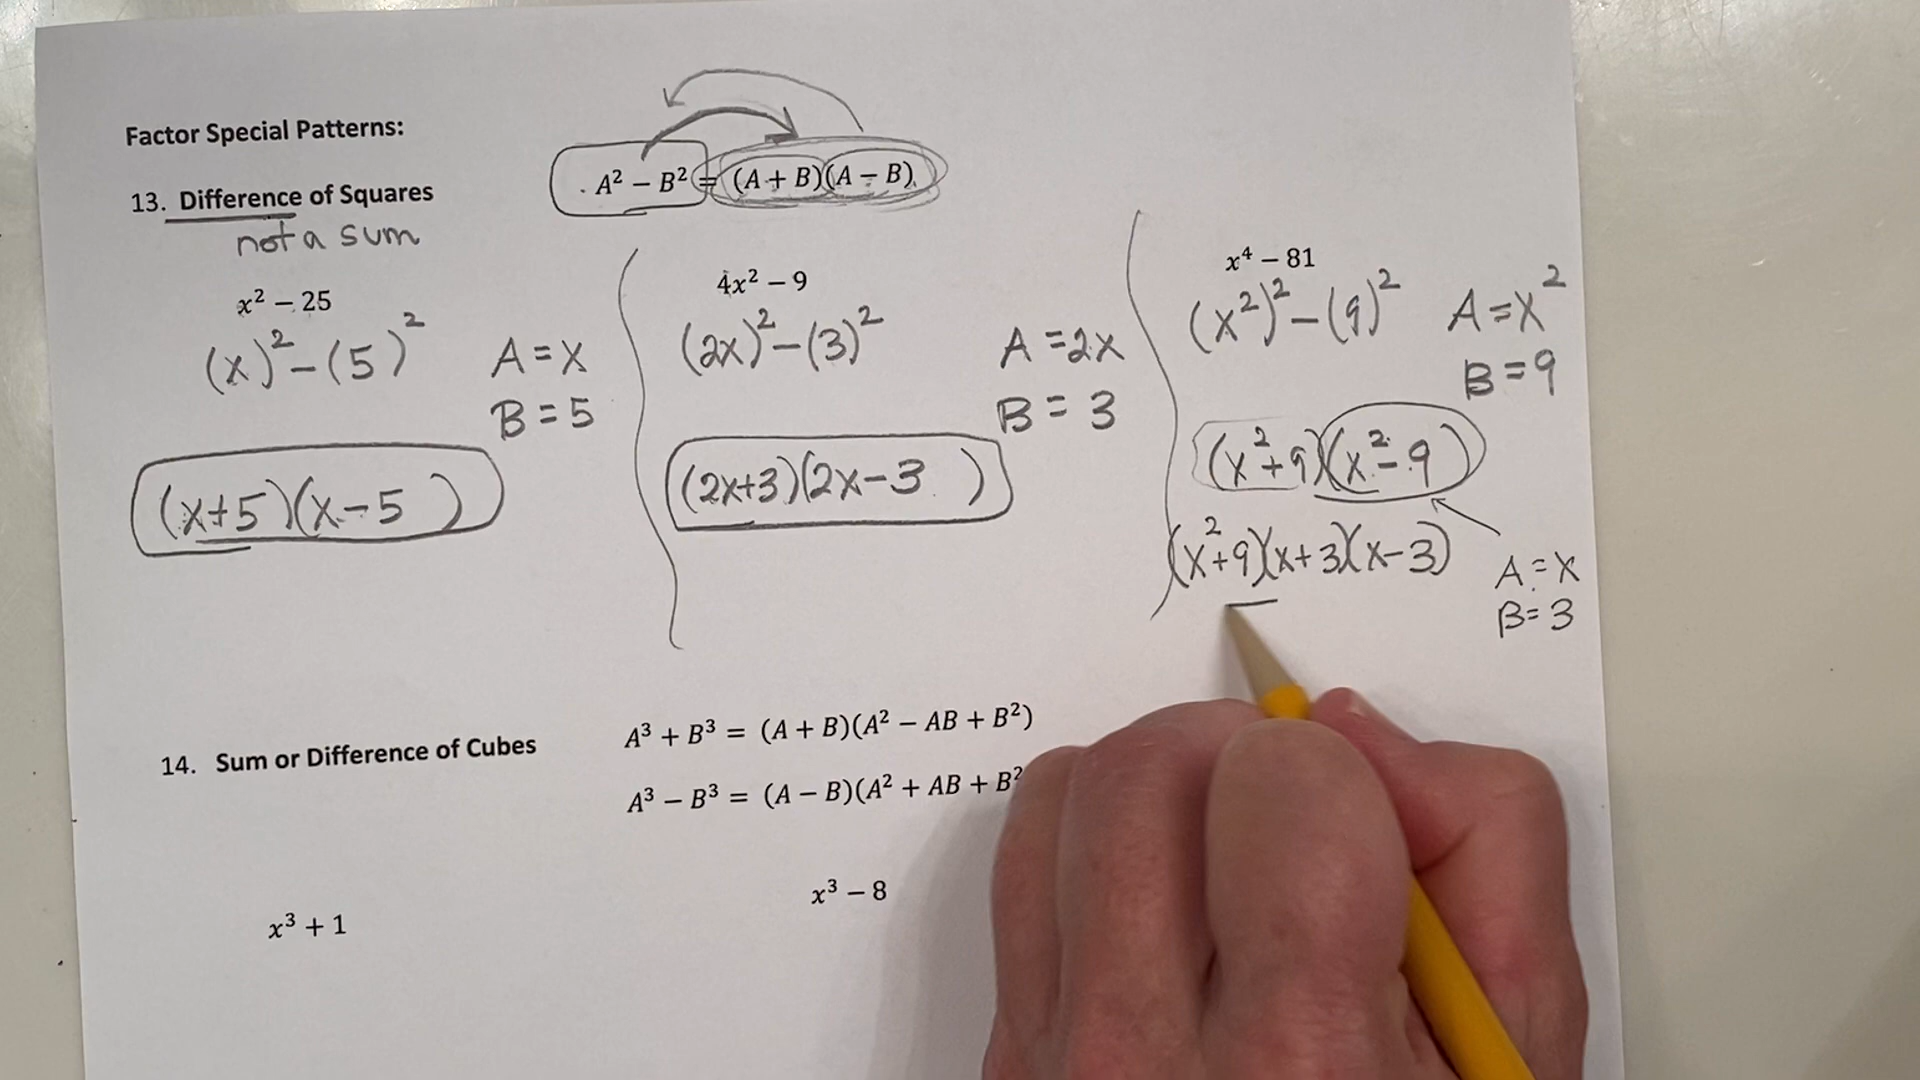 Factor Special Patterns:
13. Difference of Squares
A² − B² = (A + B)(A − B)
not a sum
x² − 25
(x)² − (5)²
A = x
B = 5
(x+5)(x−5)
4x² − 9
(2x)² − (3)²
A = 2x
B = 3
(2x+3)(2x−3)
x⁴ − 81
(x²)² − (9)²
A = x²
B = 9
(x²+9)(x²−9)
(x²+9)(x+3)(x−3)
A = x
B = 3
14. Sum or Difference of Cubes
A³ + B³ = (A + B)(A² − AB + B²)
A³ − B³ = (A − B)(A² + AB + B²
x³ + 1
x³ − 8